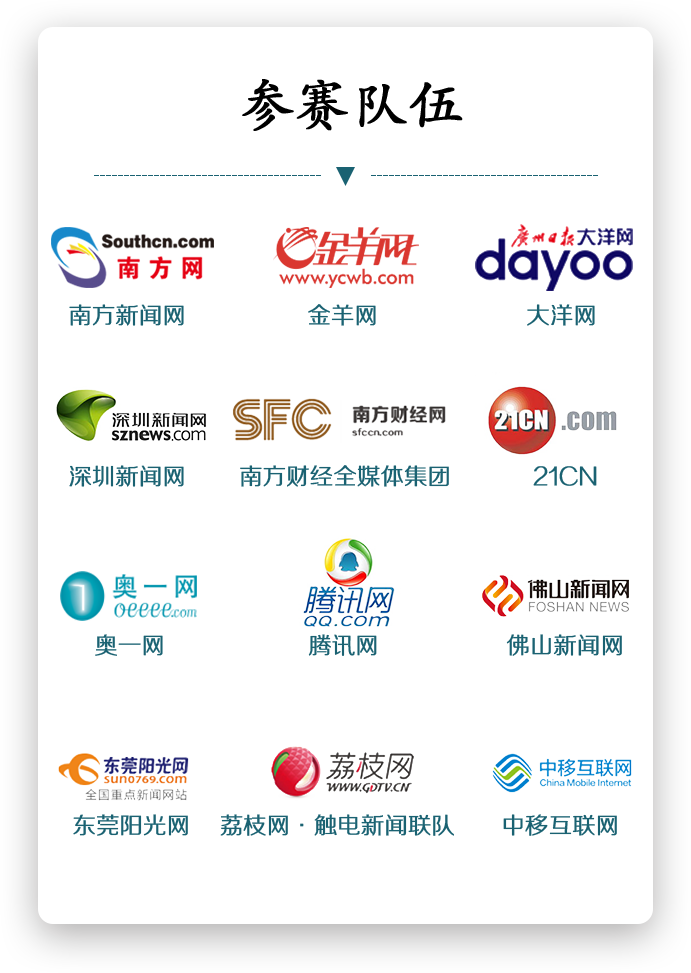 参赛队伍
Southcn.com
南方网
南方新闻网
金羊网
www.ycwb.com
金羊网
广州日报大洋网
dayoo
大洋网
深圳新闻网
sznews.com
深圳新闻网
SFC 南方财经网
sfccn.com
南方财经全媒体集团
21CN.com
21CN
奥一网
oeeee.com
奥一网
腾讯网
QQ.com
腾讯网
佛山新闻网
FOSHAN NEWS
佛山新闻网
东莞阳光网
sun0769.com
全国重点新闻网站
东莞阳光网
荔枝网
WWW.GDTV.CN
荔枝网·触电新闻联队
中移互联网
China Mobile Internet
中移互联网